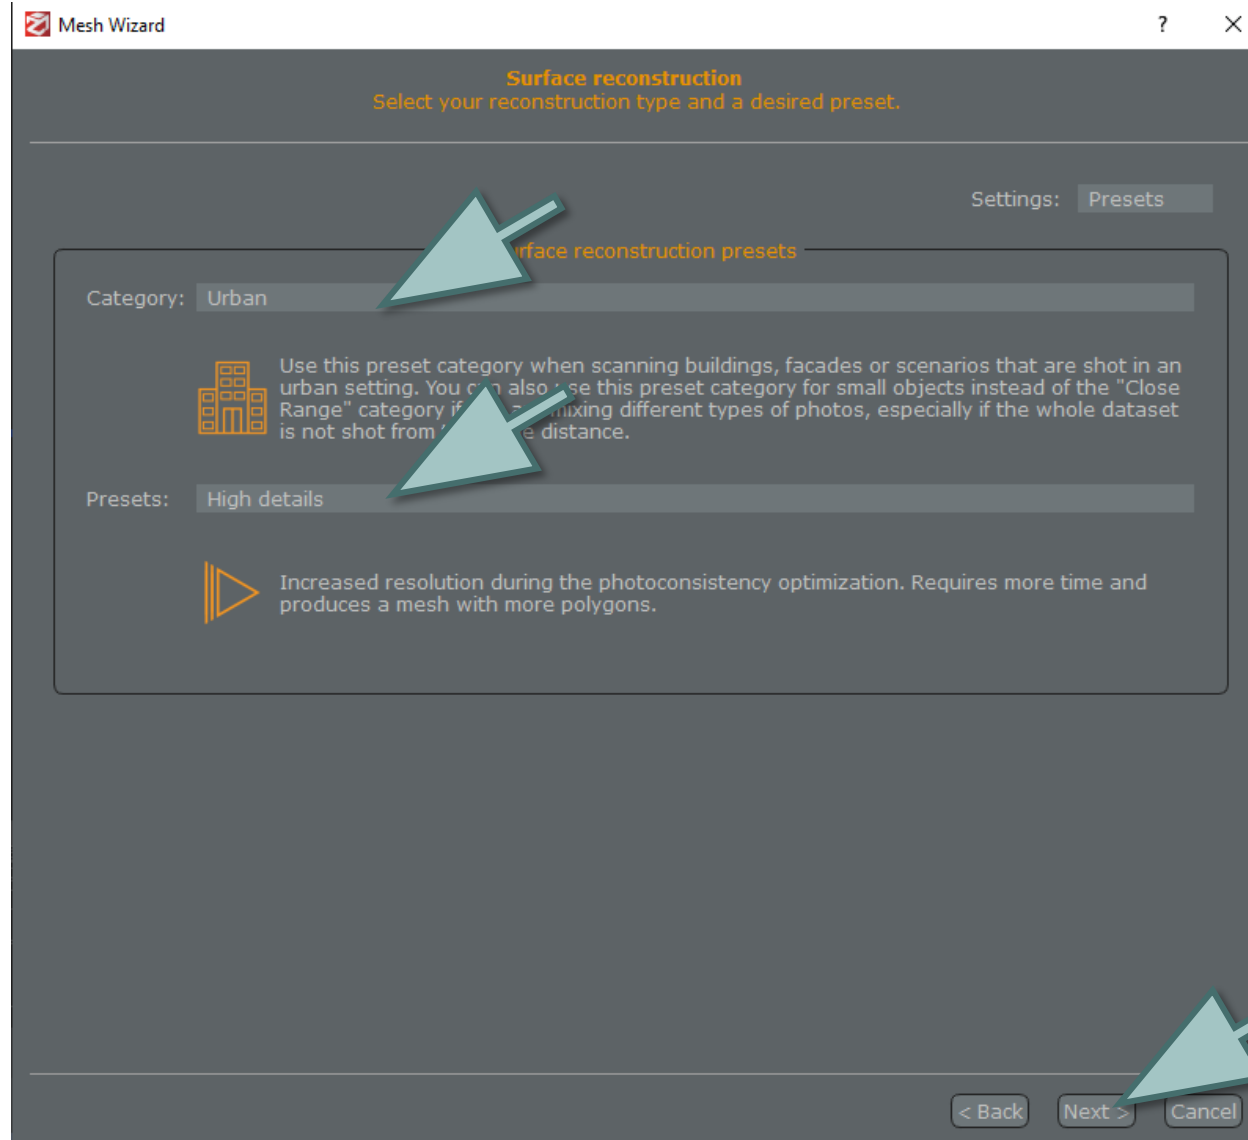 Mesh Wizard
?
Surface reconstruction
Select your reconstruction type and a desired preset.
Settings: Presets
reconstruction presets
Category: Urban
Use this preset category when scanning buildings, facades or scenarios that are shot in an
urban setting. You can also use this preset category for small objects instead of the "Close
Range" category if mixing different types of photos, especially if the whole dataset
is not shot from distance.
Presets: High details
Increased resolution during the photoconsistency optimization. Requires more time and
produces a mesh with more polygons.
< Back Next > Cancel